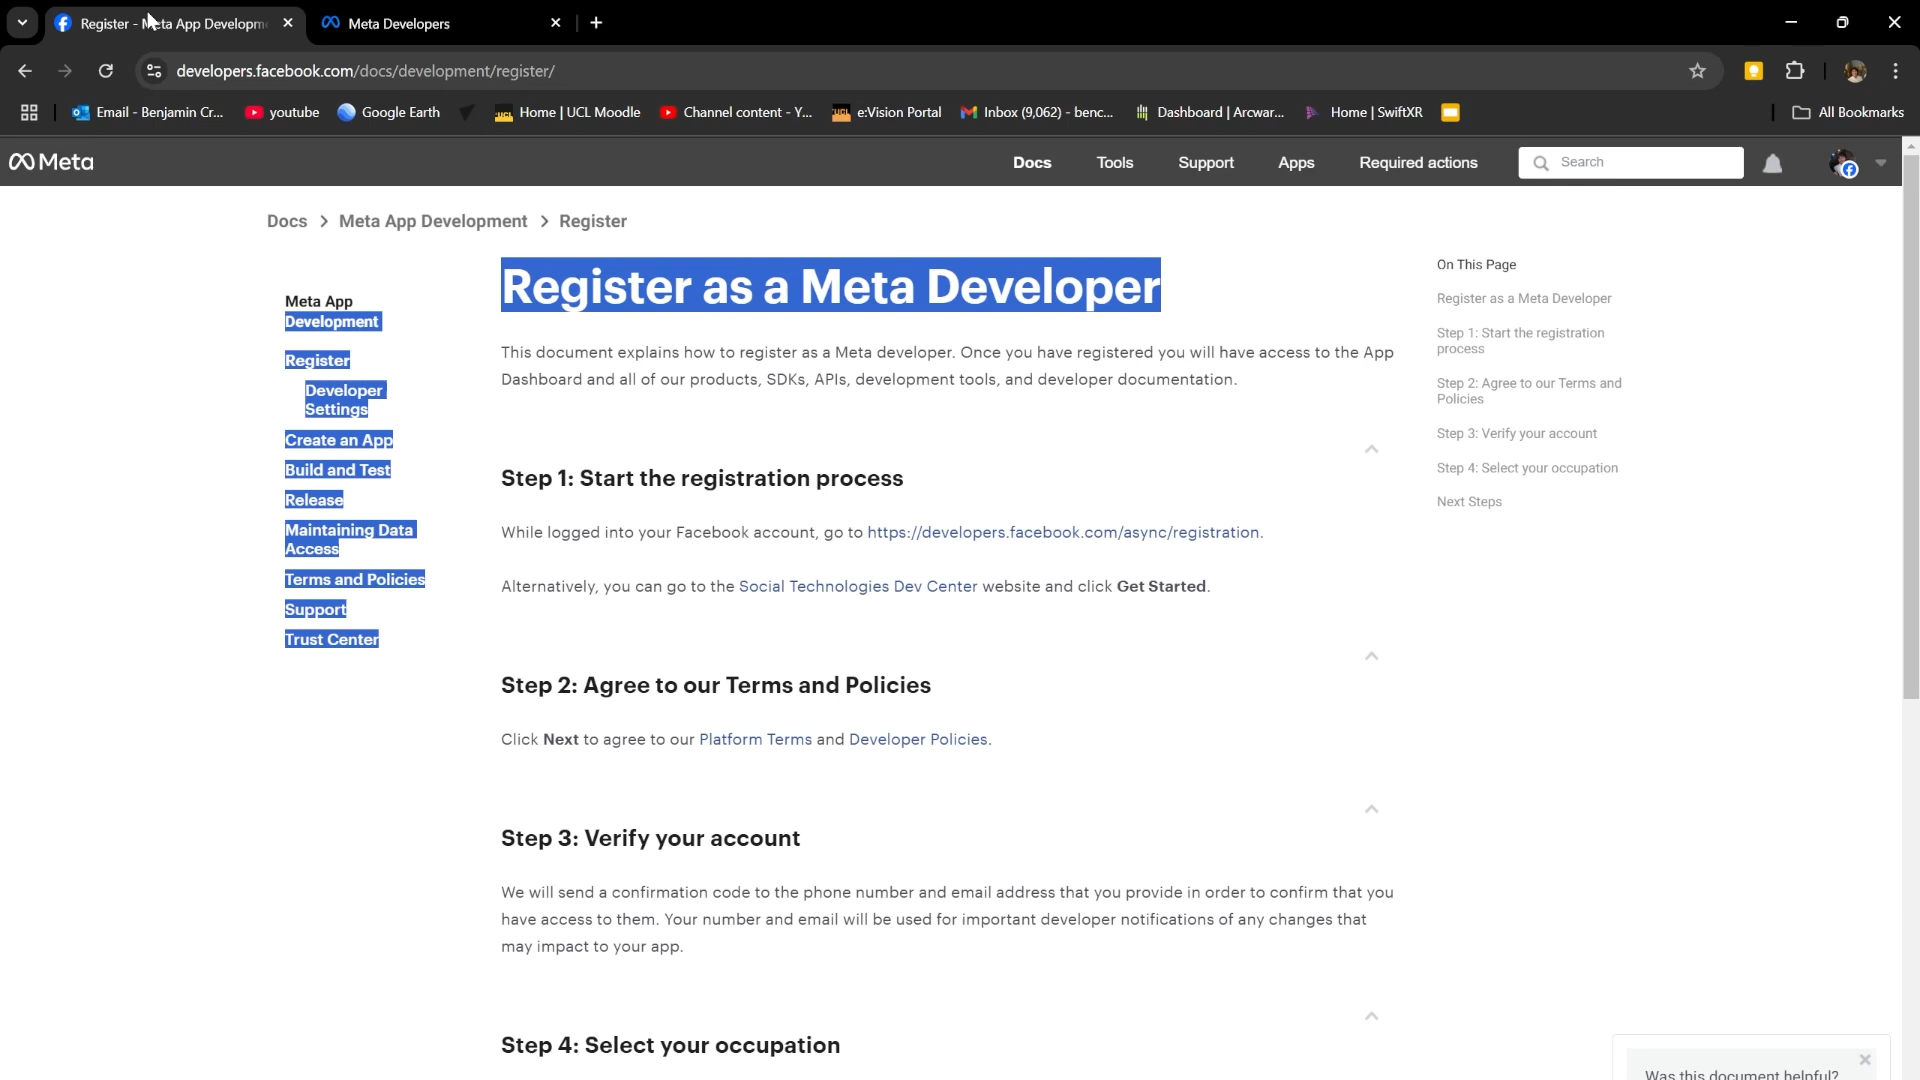 Register - Meta App Developm
Meta Developers
developers.facebook.com/docs/development/register/
Email - Benjamin Cr...
youtube
Google Earth
Home | UCL Moodle
Channel content - Y...
e:Vision Portal
Inbox (9,062) - benc...
Dashboard | Arcwar...
Home | SwiftXR
All Bookmarks
Meta
Docs
Tools
Support
Apps
Required actions
Search
Docs > Meta App Development > Register
Meta App
Development
Register
Developer
Settings
Create an App
Build and Test
Release
Maintaining Data
Access
Terms and Policies
Support
Trust Center
Register as a Meta Developer
This document explains how to register as a Meta developer. Once you have registered you will have access to the App
Dashboard and all of our products, SDKs, APIs, development tools, and developer documentation.
Step 1: Start the registration process
While logged into your Facebook account, go to https://developers.facebook.com/async/registration.
Alternatively, you can go to the Social Technologies Dev Center website and click Get Started.
Step 2: Agree to our Terms and Policies
Click Next to agree to our Platform Terms and Developer Policies.
Step 3: Verify your account
We will send a confirmation code to the phone number and email address that you provide in order to confirm that you
have access to them. Your number and email will be used for important developer notifications of any changes that
may impact to your app.
Step 4: Select your occupation
On This Page
Register as a Meta Developer
Step 1: Start the registration
process
Step 2: Agree to our Terms and
Policies
Step 3: Verify your account
Step 4: Select your occupation
Next Steps
Was this document helpful?